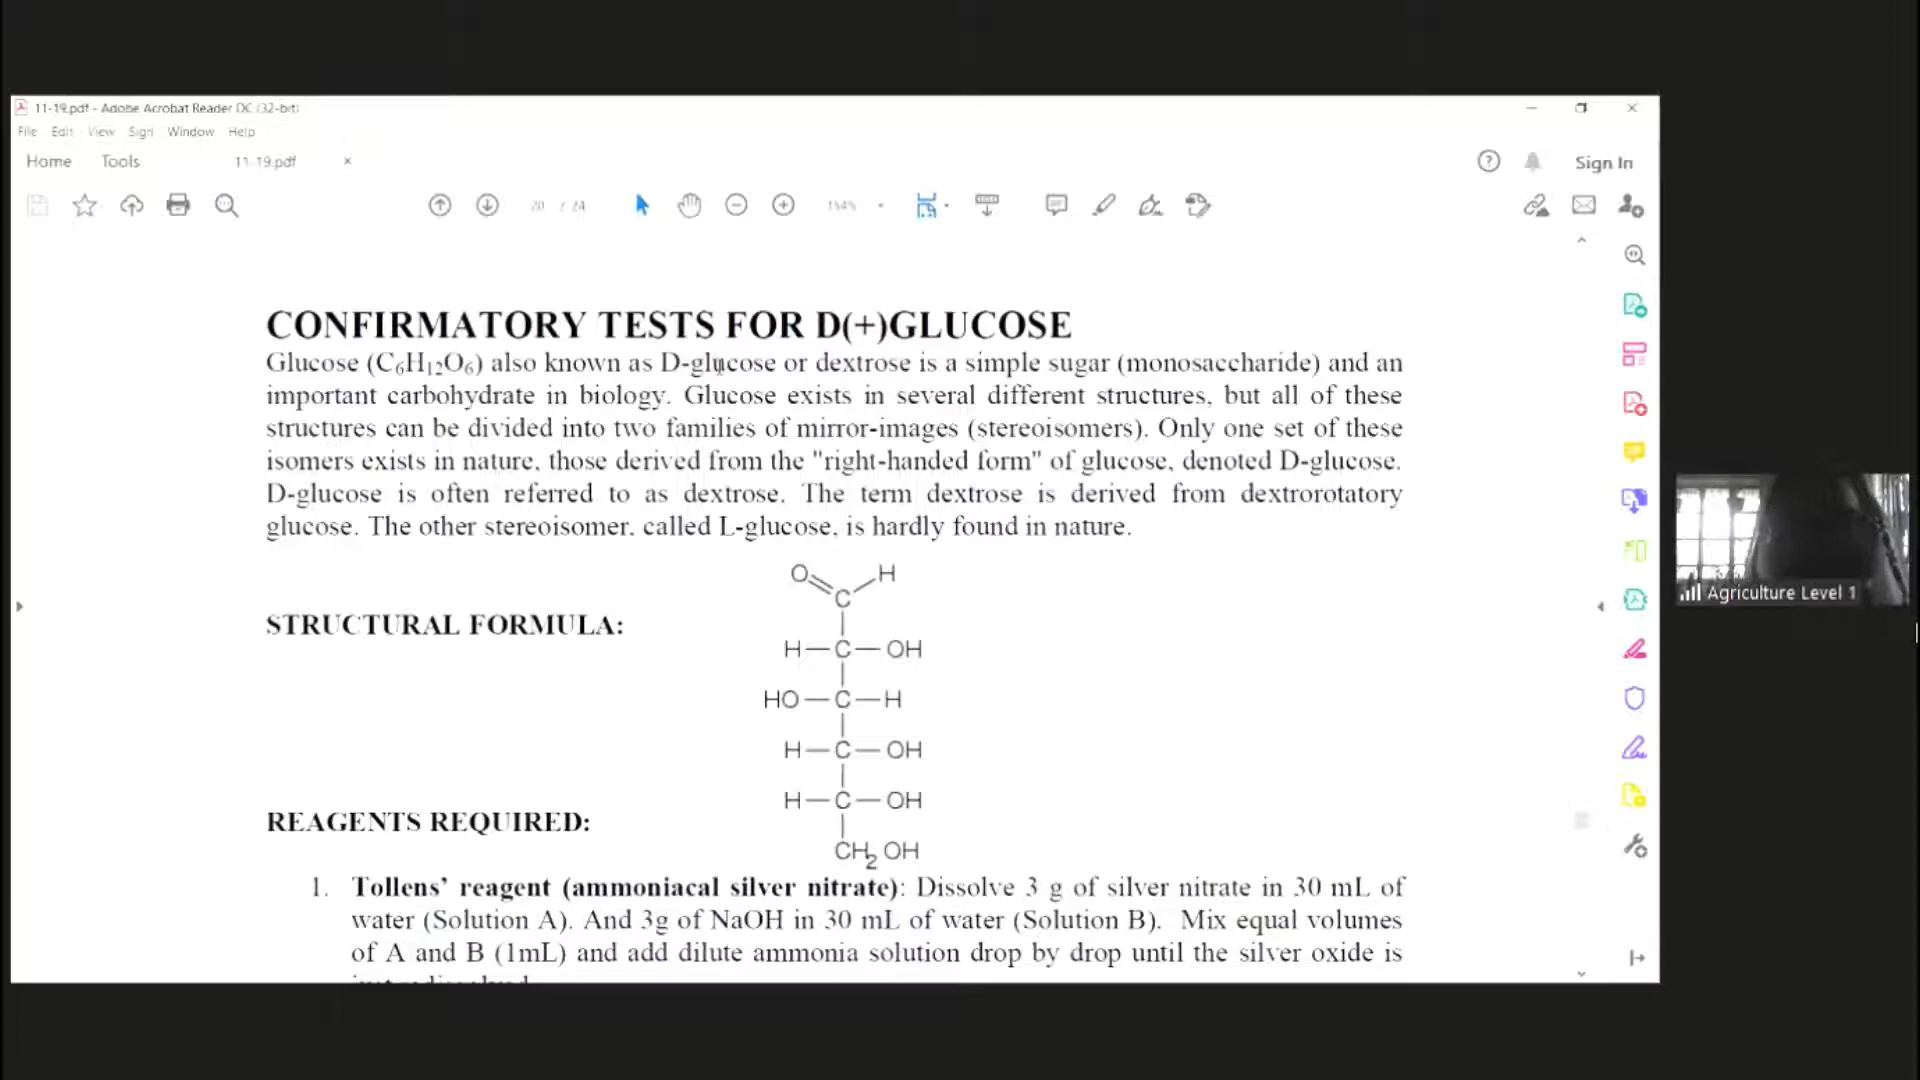 11-19.pdf - Adobe Acrobat Reader DC (32-bit)
File Edit View Sign Window Help
Home Tools 11-19.pdf × Sign In
20 / 24 154%
CONFIRMATORY TESTS FOR D(+)GLUCOSE
Glucose (C₆H₁₂O₆) also known as D-glucose or dextrose is a simple sugar (monosaccharide) and an
important carbohydrate in biology. Glucose exists in several different structures, but all of these
structures can be divided into two families of mirror-images (stereoisomers). Only one set of these
isomers exists in nature, those derived from the "right-handed form" of glucose, denoted D-glucose.
D-glucose is often referred to as dextrose. The term dextrose is derived from dextrorotatory
glucose. The other stereoisomer, called L-glucose, is hardly found in nature.
O H
C
STRUCTURAL FORMULA:
H—C—OH
HO—C—H
H—C—OH
H—C—OH
REAGENTS REQUIRED:
CH₂OH
1. Tollens’ reagent (ammoniacal silver nitrate): Dissolve 3 g of silver nitrate in 30 mL of
water (Solution A). And 3g of NaOH in 30 mL of water (Solution B). Mix equal volumes
of A and B (1mL) and add dilute ammonia solution drop by drop until the silver oxide is
Agriculture Level 1